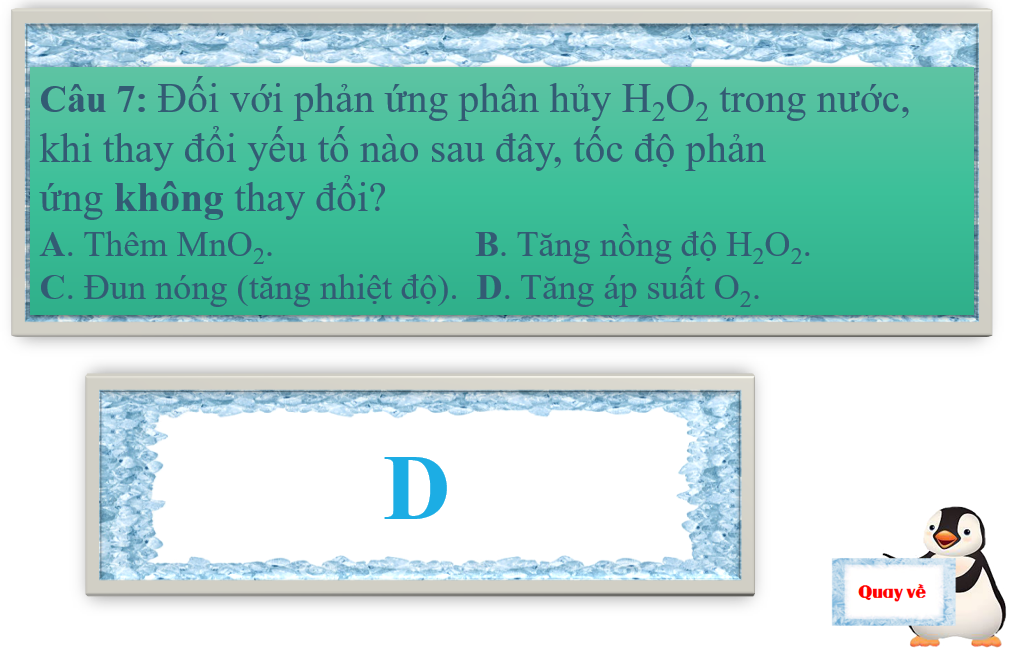 Câu 7: Đối với phản ứng phân hủy H₂O₂ trong nước,
khi thay đổi yếu tố nào sau đây, tốc độ phản
ứng không thay đổi?
A. Thêm MnO₂. B. Tăng nồng độ H₂O₂.
C. Đun nóng (tăng nhiệt độ). D. Tăng áp suất O₂.
D
Quay về